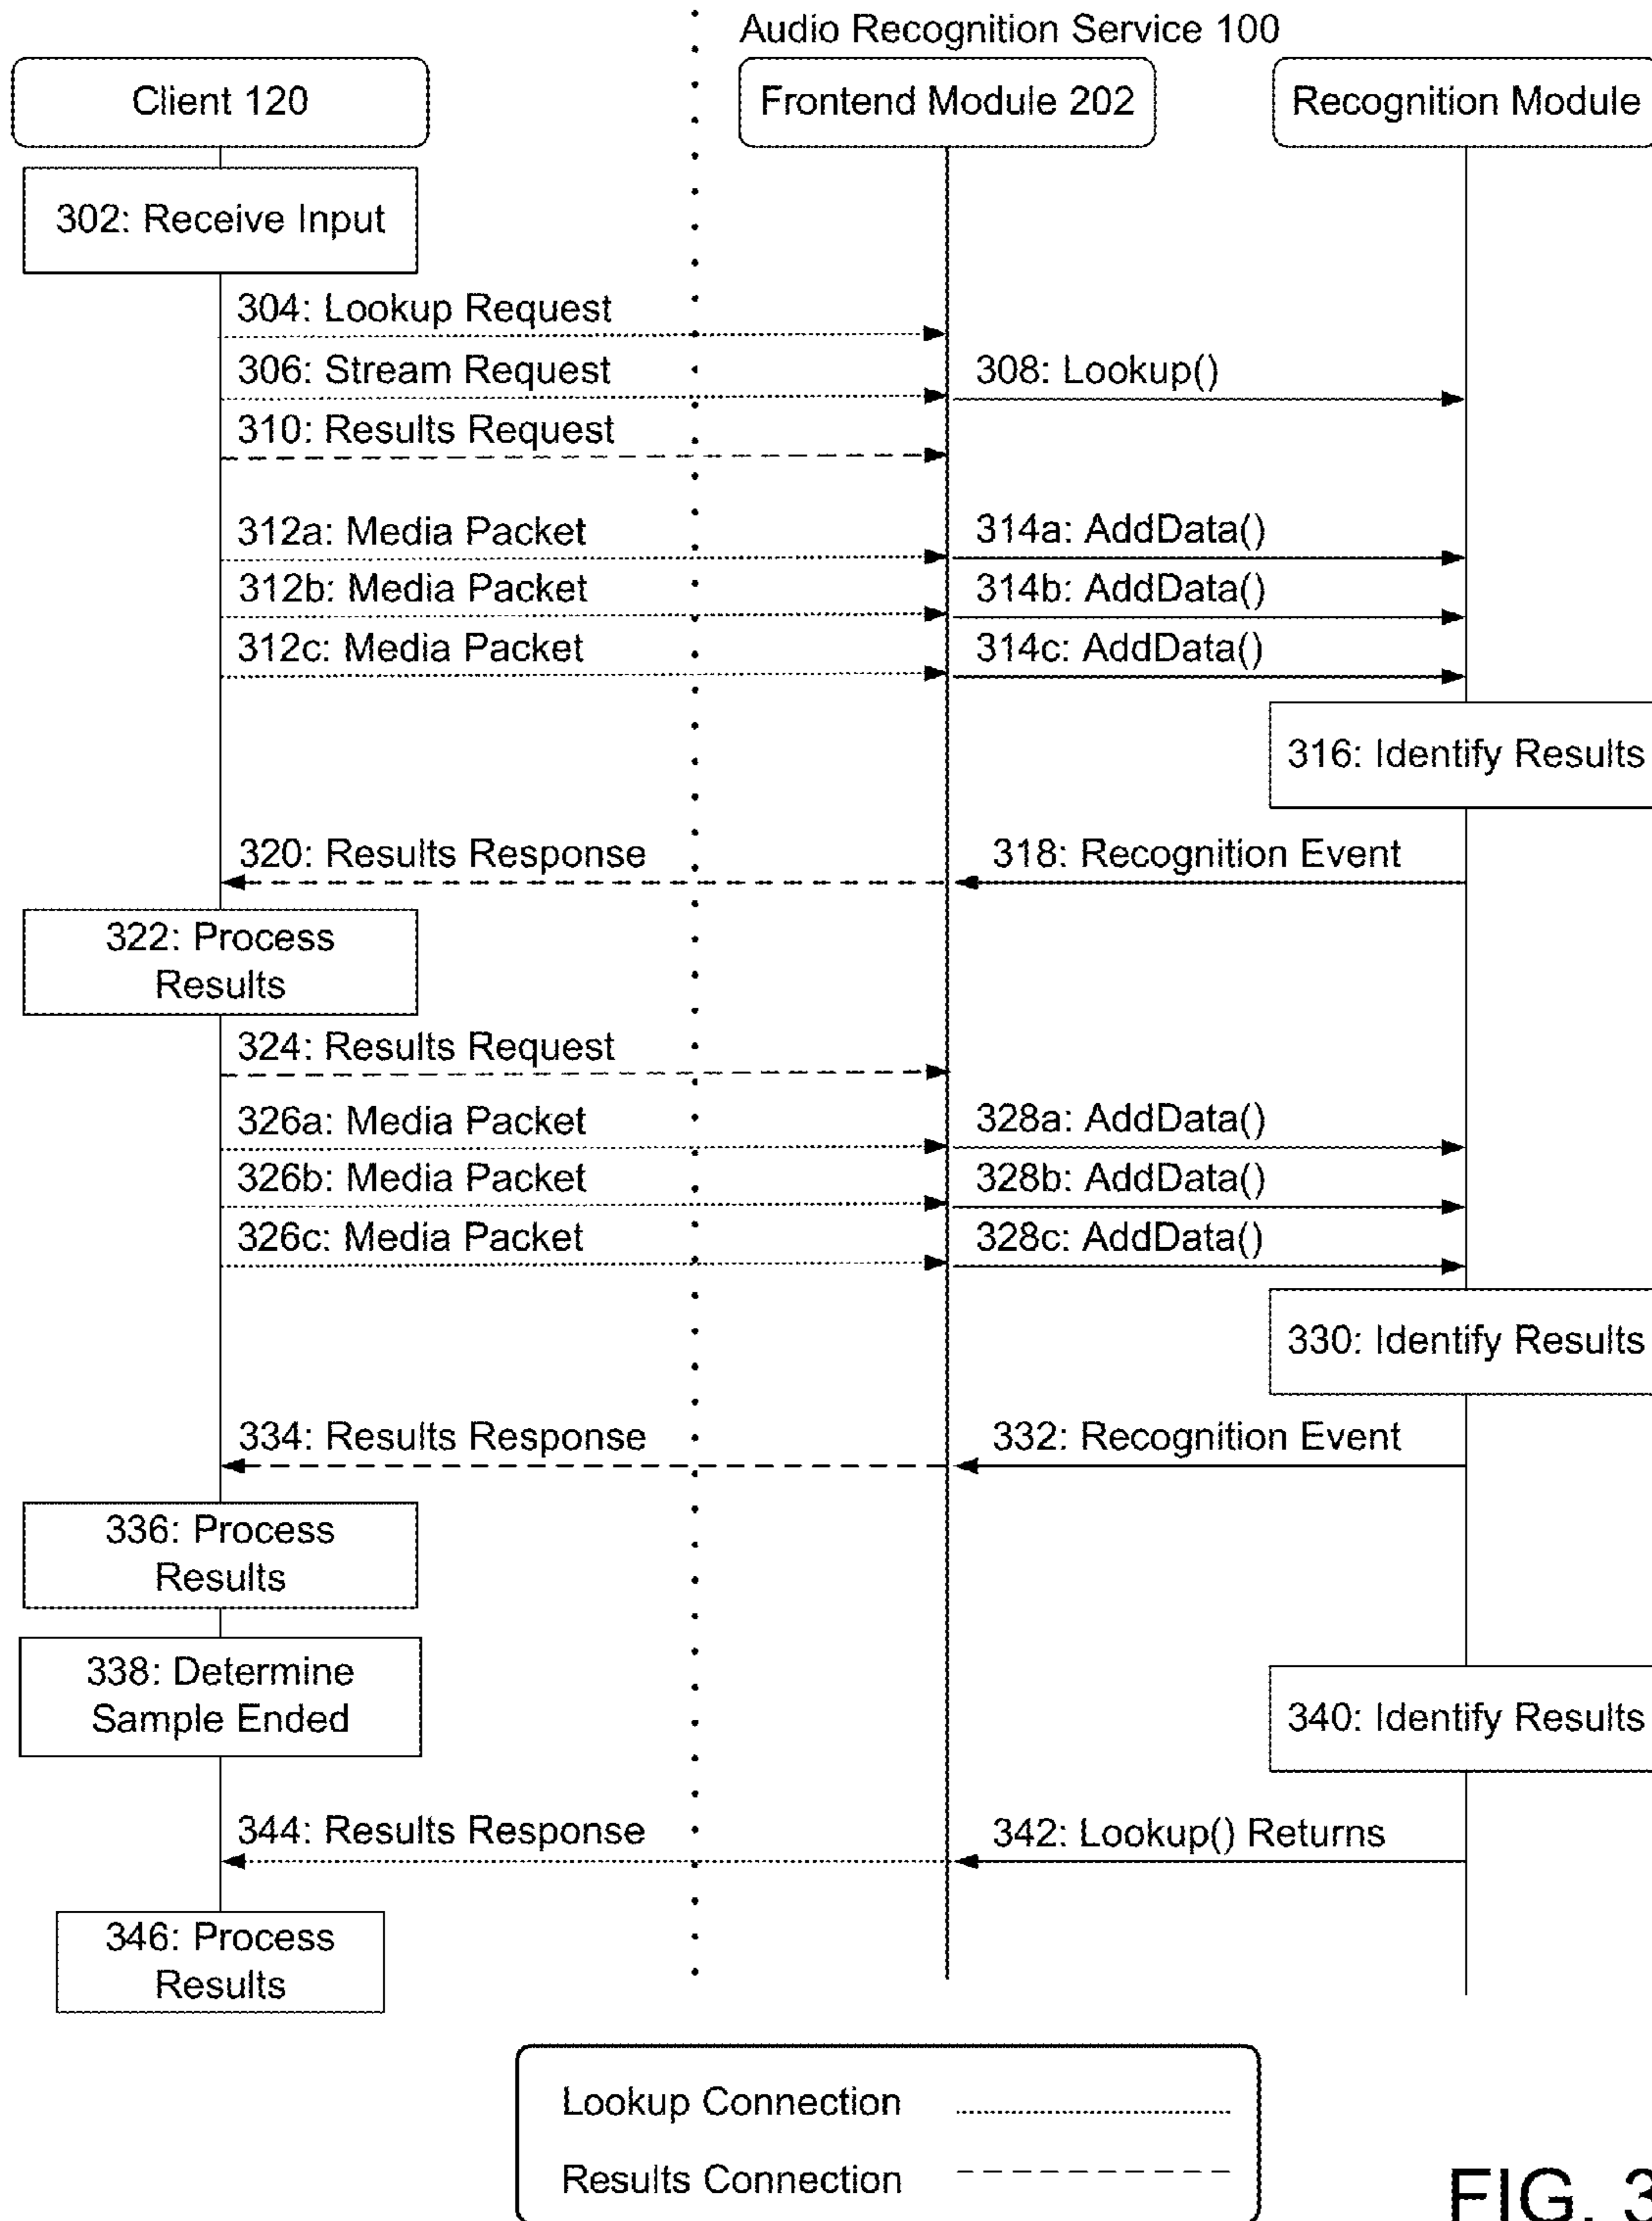 Audio Recognition Service 100
Client 120
Frontend Module 202
Recognition Module
302: Receive Input
304: Lookup Request
306: Stream Request
308: Lookup()
310: Results Request
312a: Media Packet
314a: AddData()
312b: Media Packet
314b: AddData()
312c: Media Packet
314c: AddData()
316: Identify Results
320: Results Response
318: Recognition Event
322: Process
Results
324: Results Request
326a: Media Packet
328a: AddData()
326b: Media Packet
328b: AddData()
326c: Media Packet
328c: AddData()
330: Identify Results
334: Results Response
332: Recognition Event
336: Process
Results
338: Determine
Sample Ended
340: Identify Results
344: Results Response
342: Lookup() Returns
346: Process
Results
Lookup Connection
Results Connection
FIG. 3